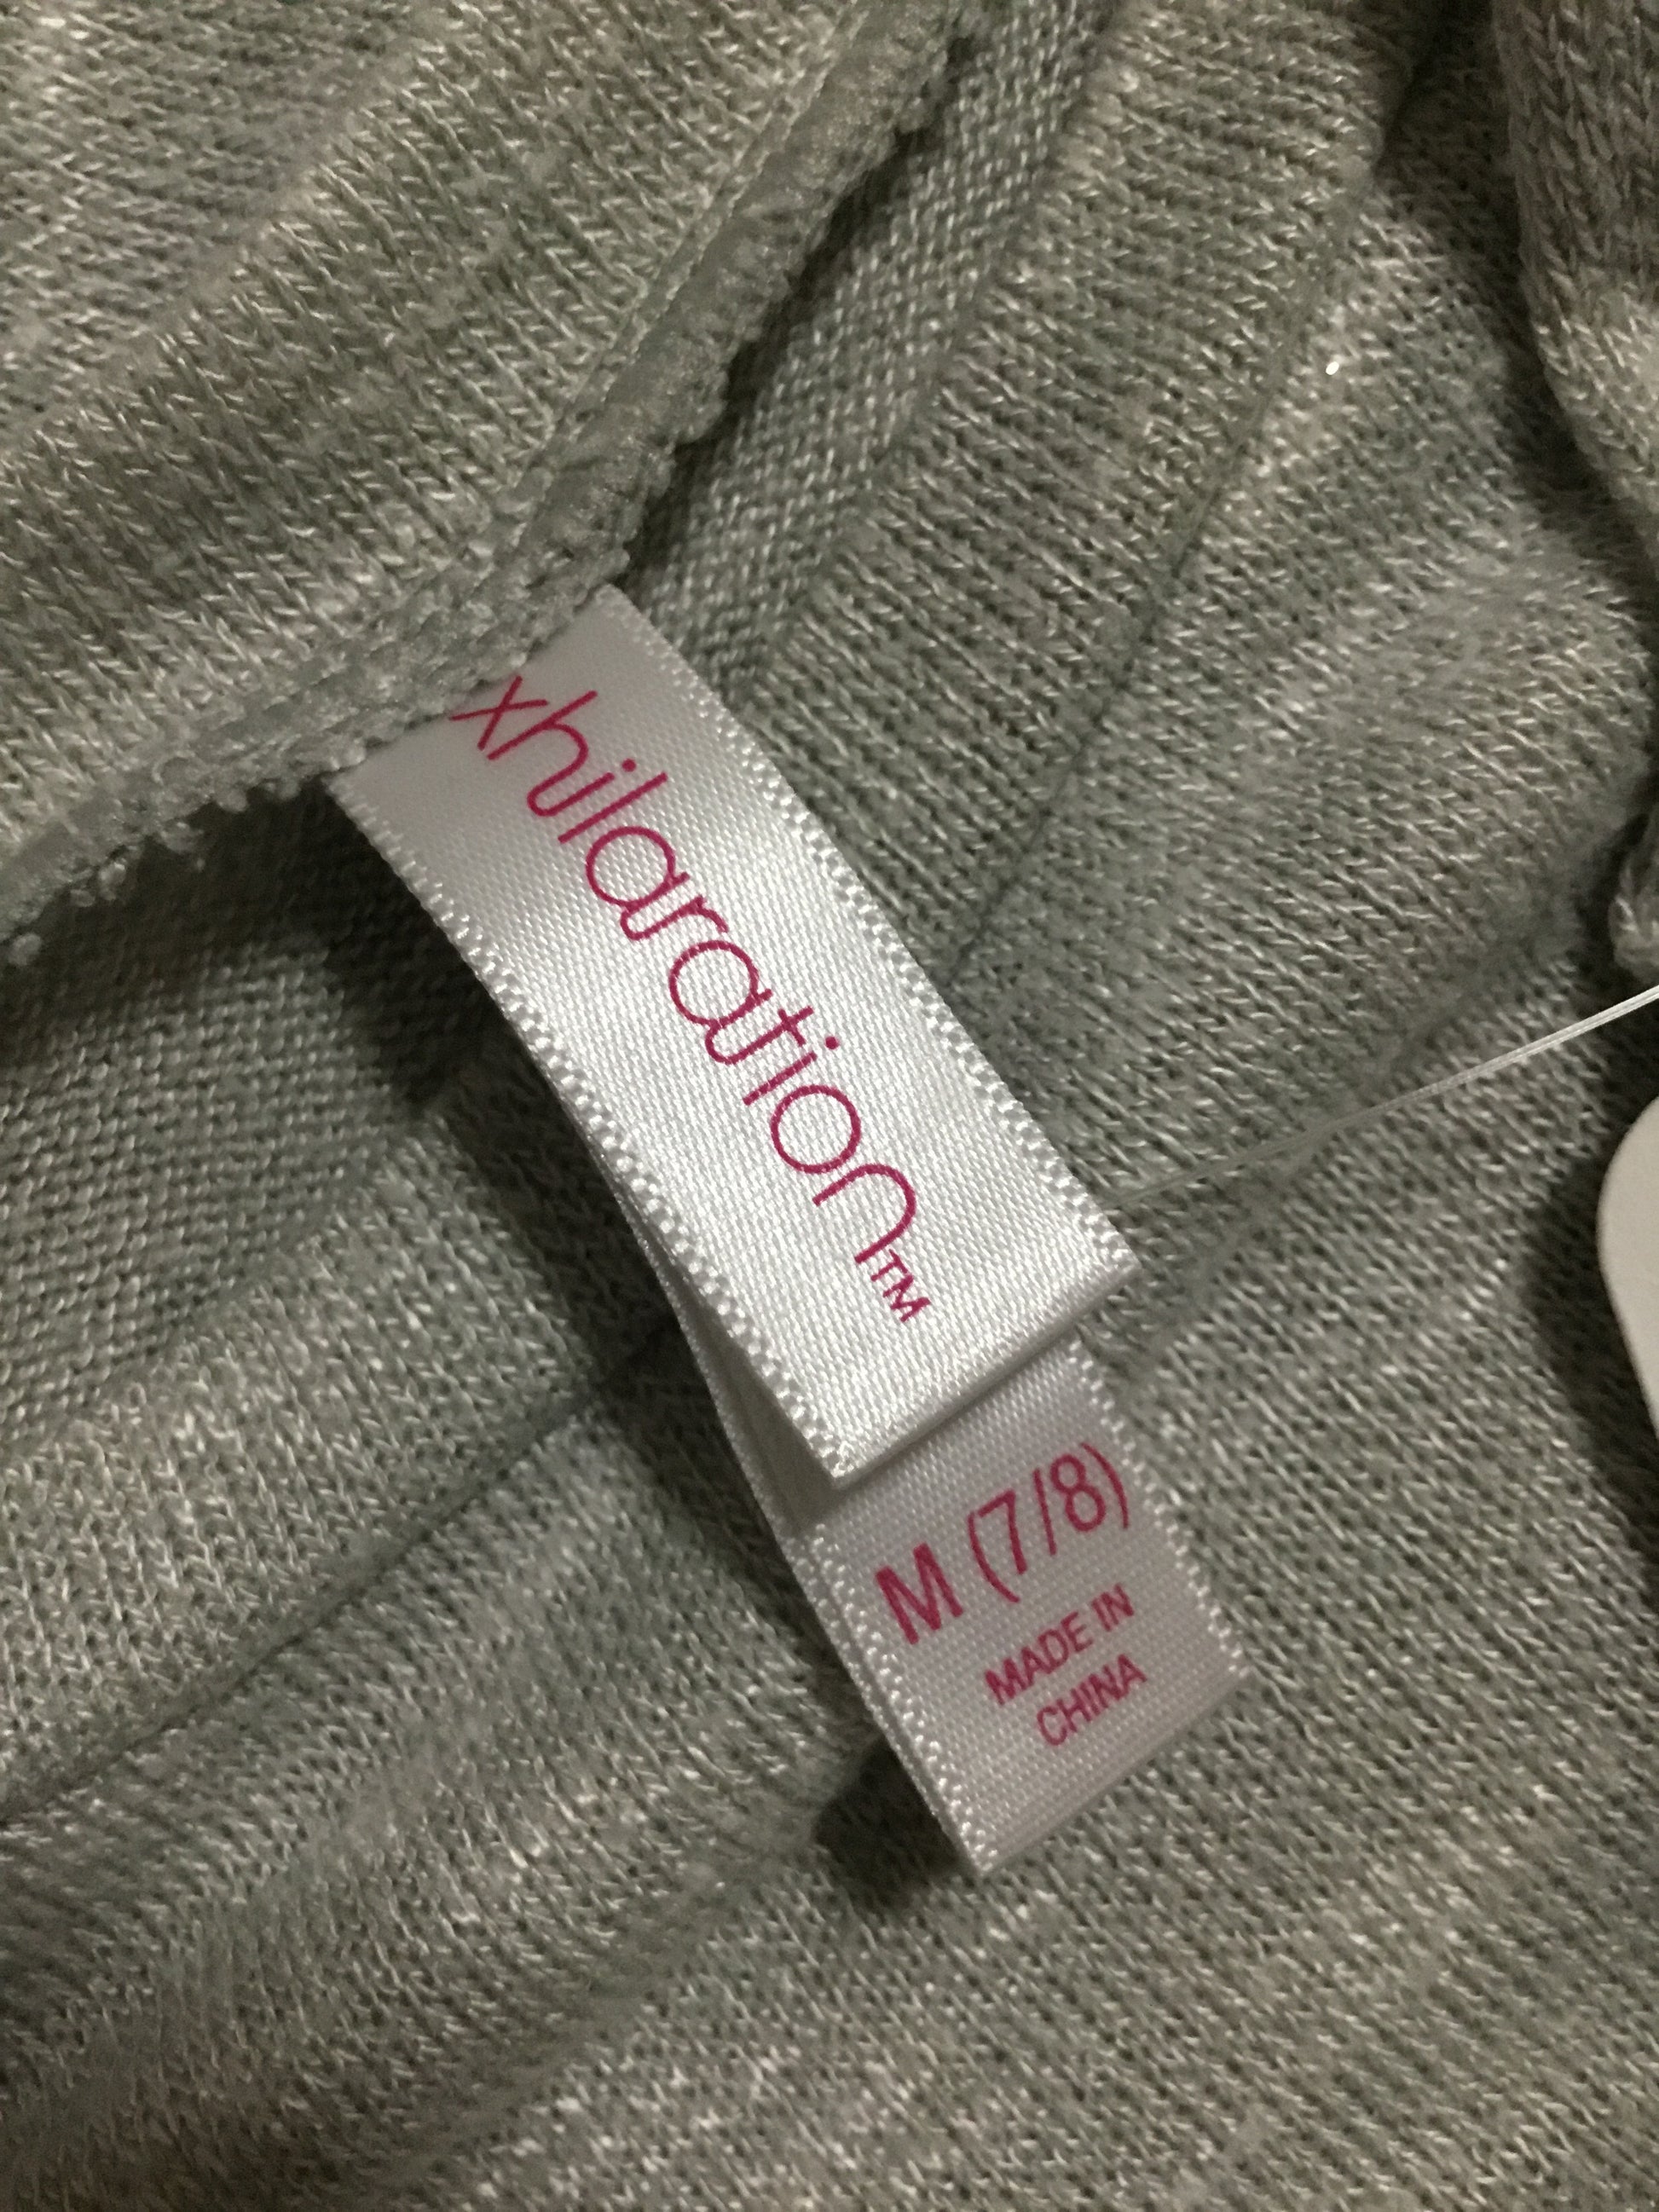 xhilaration™
M (7/8)
MADE IN
CHINA